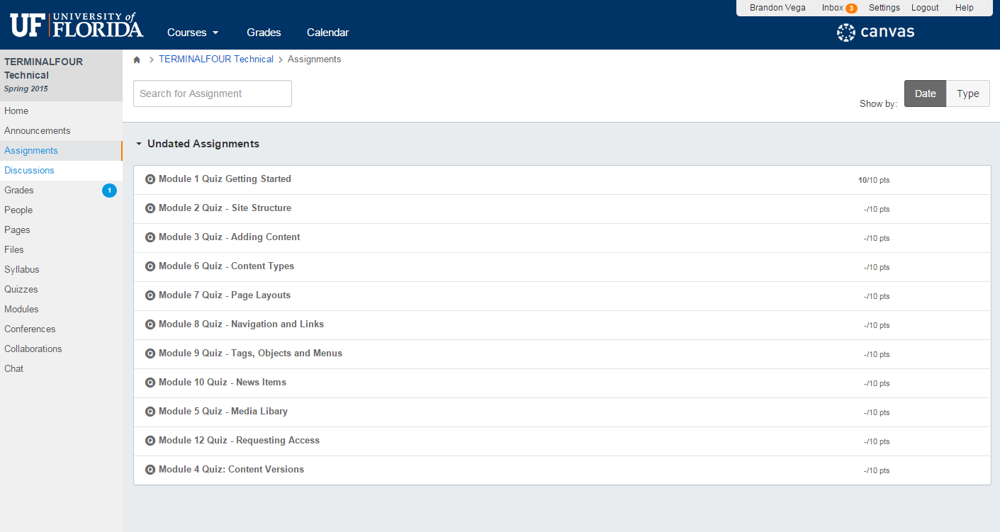 Brandon Vega Inbox 3 Settings Logout Help
UF UNIVERSITY of
FLORIDA
Courses Grades Calendar
canvas
TERMINALFOUR
Technical
Spring 2015
Home
Announcements
Assignments
Discussions
Grades 1
People
Pages
Files
Syllabus
Quizzes
Modules
Conferences
Collaborations
Chat
TERMINALFOUR Technical > Assignments
Search for Assignment
Show by: Date Type
Undated Assignments
Q Module 1 Quiz Getting Started 10/10 pts
Q Module 2 Quiz - Site Structure -/10 pts
Q Module 3 Quiz - Adding Content -/10 pts
Q Module 6 Quiz - Content Types -/10 pts
Q Module 7 Quiz - Page Layouts -/10 pts
Q Module 8 Quiz - Navigation and Links -/10 pts
Q Module 9 Quiz - Tags, Objects and Menus -/10 pts
Q Module 10 Quiz - News Items -/10 pts
Q Module 5 Quiz - Media Libary -/10 pts
Q Module 12 Quiz - Requesting Access -/10 pts
Q Module 4 Quiz: Content Versions -/10 pts